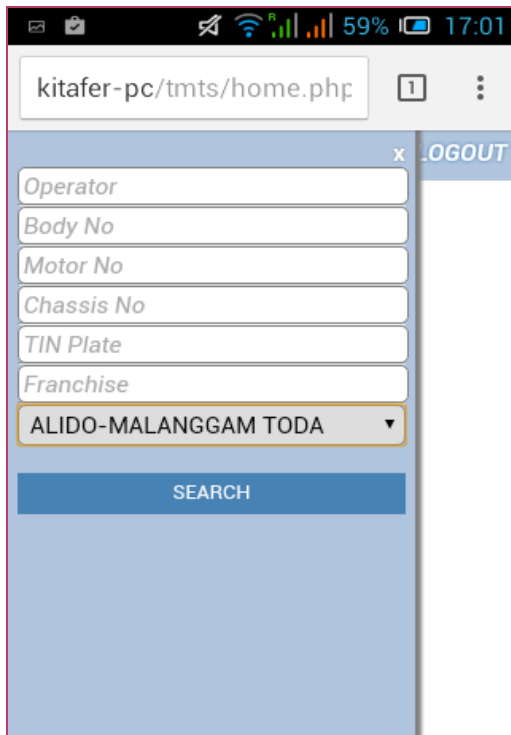 R 59% 17:01
kitafer-pc/tmts/home.php
1
x LOGOUT
Operator
Body No
Motor No
Chassis No
TIN Plate
Franchise
ALIDO-MALANGGAM TODA
SEARCH